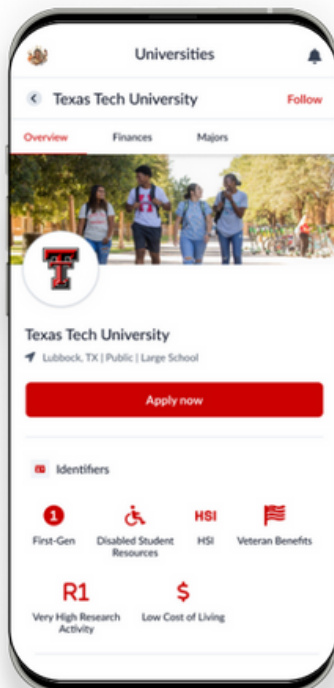 Universities
Texas Tech University
Follow
Overview Finances Majors
T
Texas Tech University
Lubbock, TX | Public | Large School
Apply now
Identifiers
1 HSI
First-Gen Disabled Student Resources HSI Veteran Benefits
R1 $
Very High Research Activity Low Cost of Living